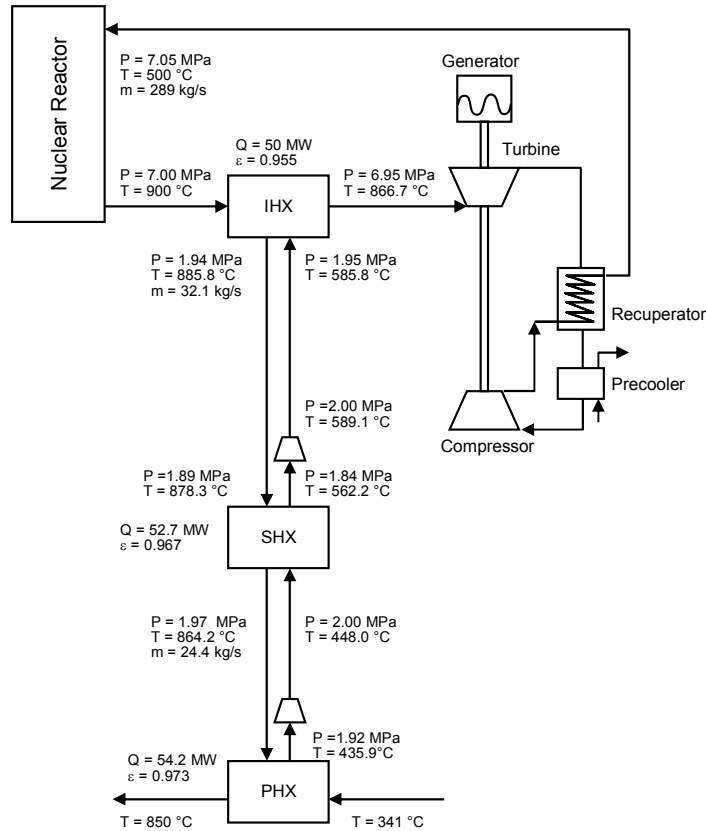 Nuclear Reactor
P = 7.05 MPa
T = 500 °C
m = 289 kg/s
Generator
Turbine
Q = 50 MW
ε = 0.955
P = 7.00 MPa
T = 900 °C
IHX
P = 6.95 MPa
T = 866.7 °C
P = 1.94 MPa
T = 885.8 °C
m = 32.1 kg/s
P = 1.95 MPa
T = 585.8 °C
Recuperator
Precooler
Compressor
P =2.00 MPa
T = 589.1 °C
P =1.89 MPa
T = 878.3 °C
P =1.84 MPa
T = 562.2 °C
Q = 52.7 MW
ε = 0.967
SHX
P = 1.97 MPa
T = 864.2 °C
m = 24.4 kg/s
P = 2.00 MPa
T = 448.0 °C
P =1.92 MPa
T = 435.9°C
Q = 54.2 MW
ε = 0.973
PHX
T = 850 °C
T = 341 °C